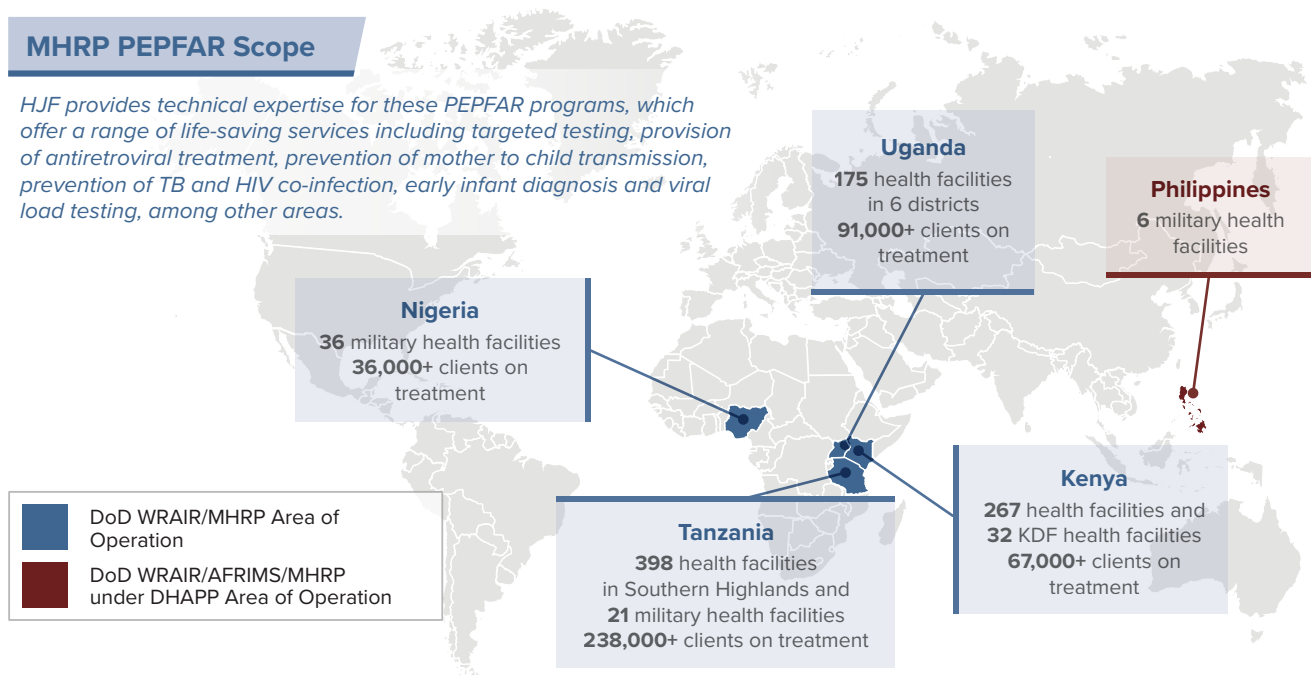 MHRP PEPFAR Scope
HJF provides technical expertise for these PEPFAR programs, which
offer a range of life-saving services including targeted testing, provision
of antiretroviral treatment, prevention of mother to child transmission,
prevention of TB and HIV co-infection, early infant diagnosis and viral
load testing, among other areas.
Uganda
175 health facilities
in 6 districts
91,000+ clients on
treatment
Philippines
6 military health
facilities
Nigeria
36 military health facilities
36,000+ clients on
treatment
Kenya
267 health facilities and
32 KDF health facilities
67,000+ clients on
treatment
Tanzania
398 health facilities
in Southern Highlands and
21 military health facilities
238,000+ clients on treatment
DoD WRAIR/MHRP Area of
Operation
DoD WRAIR/AFRIMS/MHRP
under DHAPP Area of Operation